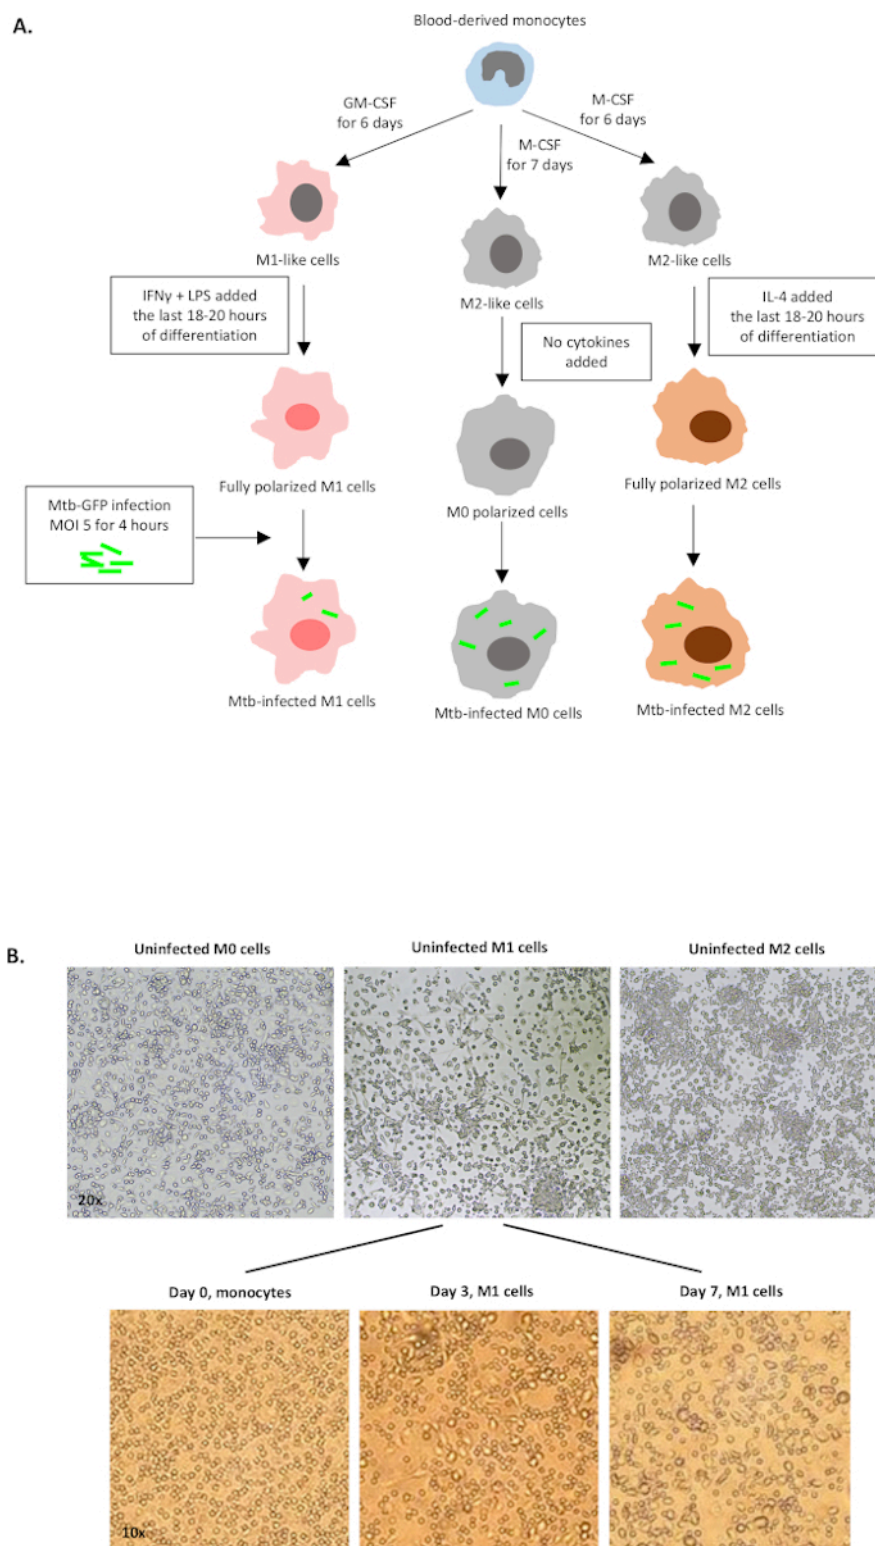 A.
Blood-derived monocytes
GM-CSF
for 6 days
M-CSF
for 7 days
M-CSF
for 6 days
M1-like cells
M2-like cells
M2-like cells
IFNγ + LPS added
the last 18-20 hours
of differentiation
No cytokines
added
IL-4 added
the last 18-20 hours
of differentiation
Fully polarized M1 cells
M0 polarized cells
Fully polarized M2 cells
Mtb-GFP infection
MOI 5 for 4 hours
Mtb-infected M1 cells
Mtb-infected M0 cells
Mtb-infected M2 cells
B.
Uninfected M0 cells
Uninfected M1 cells
Uninfected M2 cells
20x
Day 0, monocytes
Day 3, M1 cells
Day 7, M1 cells
10x